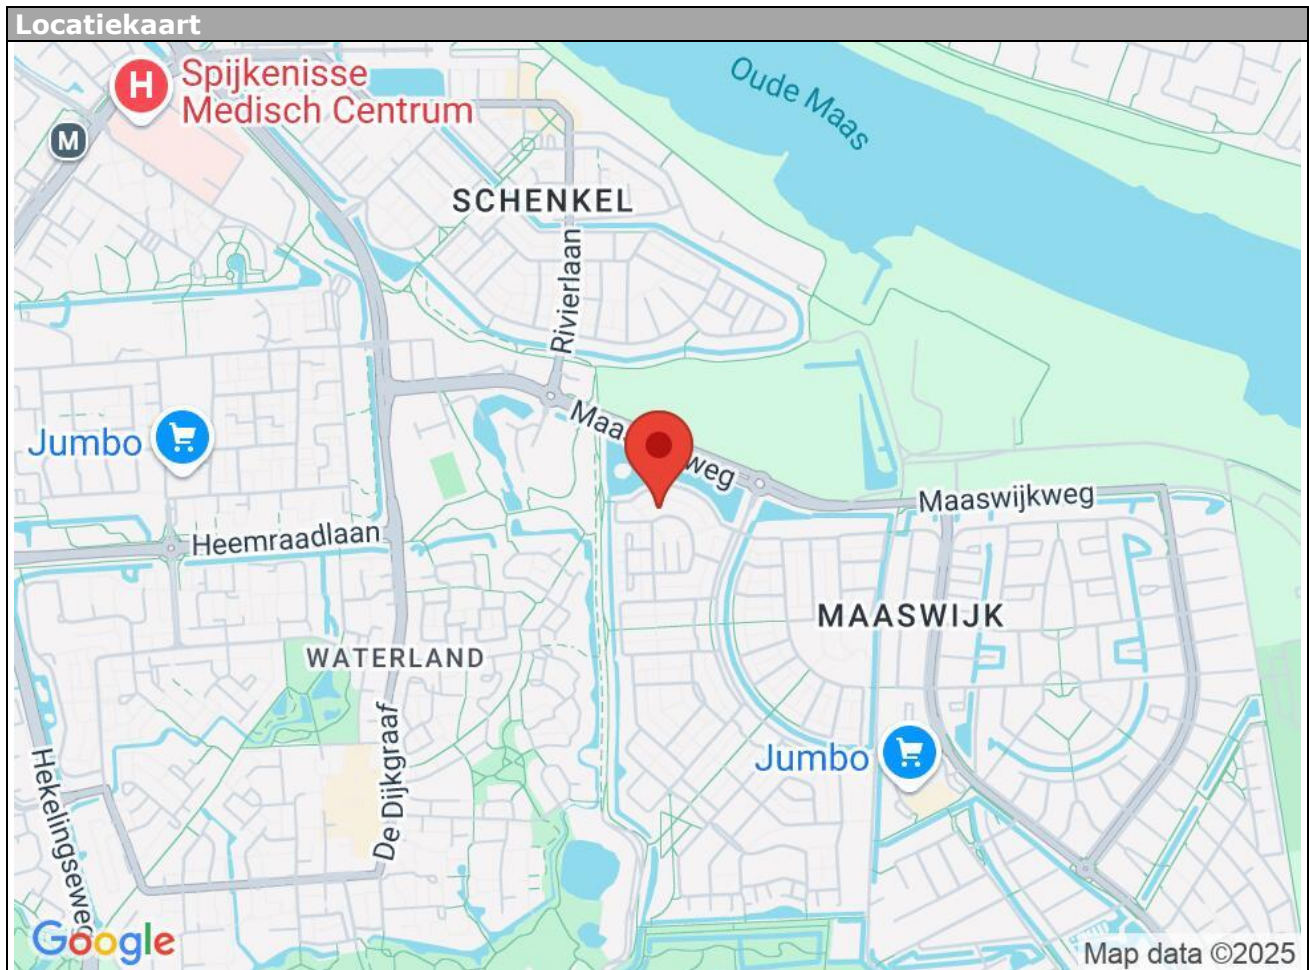 Locatiekaart
H
Spijkenisse
Medisch Centrum
M
Oude Maas
SCHENKEL
Rivierlaan
Jumbo
Maas
weg
Maaswijkweg
Heemraadlaan
MAASWIJK
WATERLAND
De Dijkgraaf
Jumbo
Hekelingseweg
Google
Map data ©2025